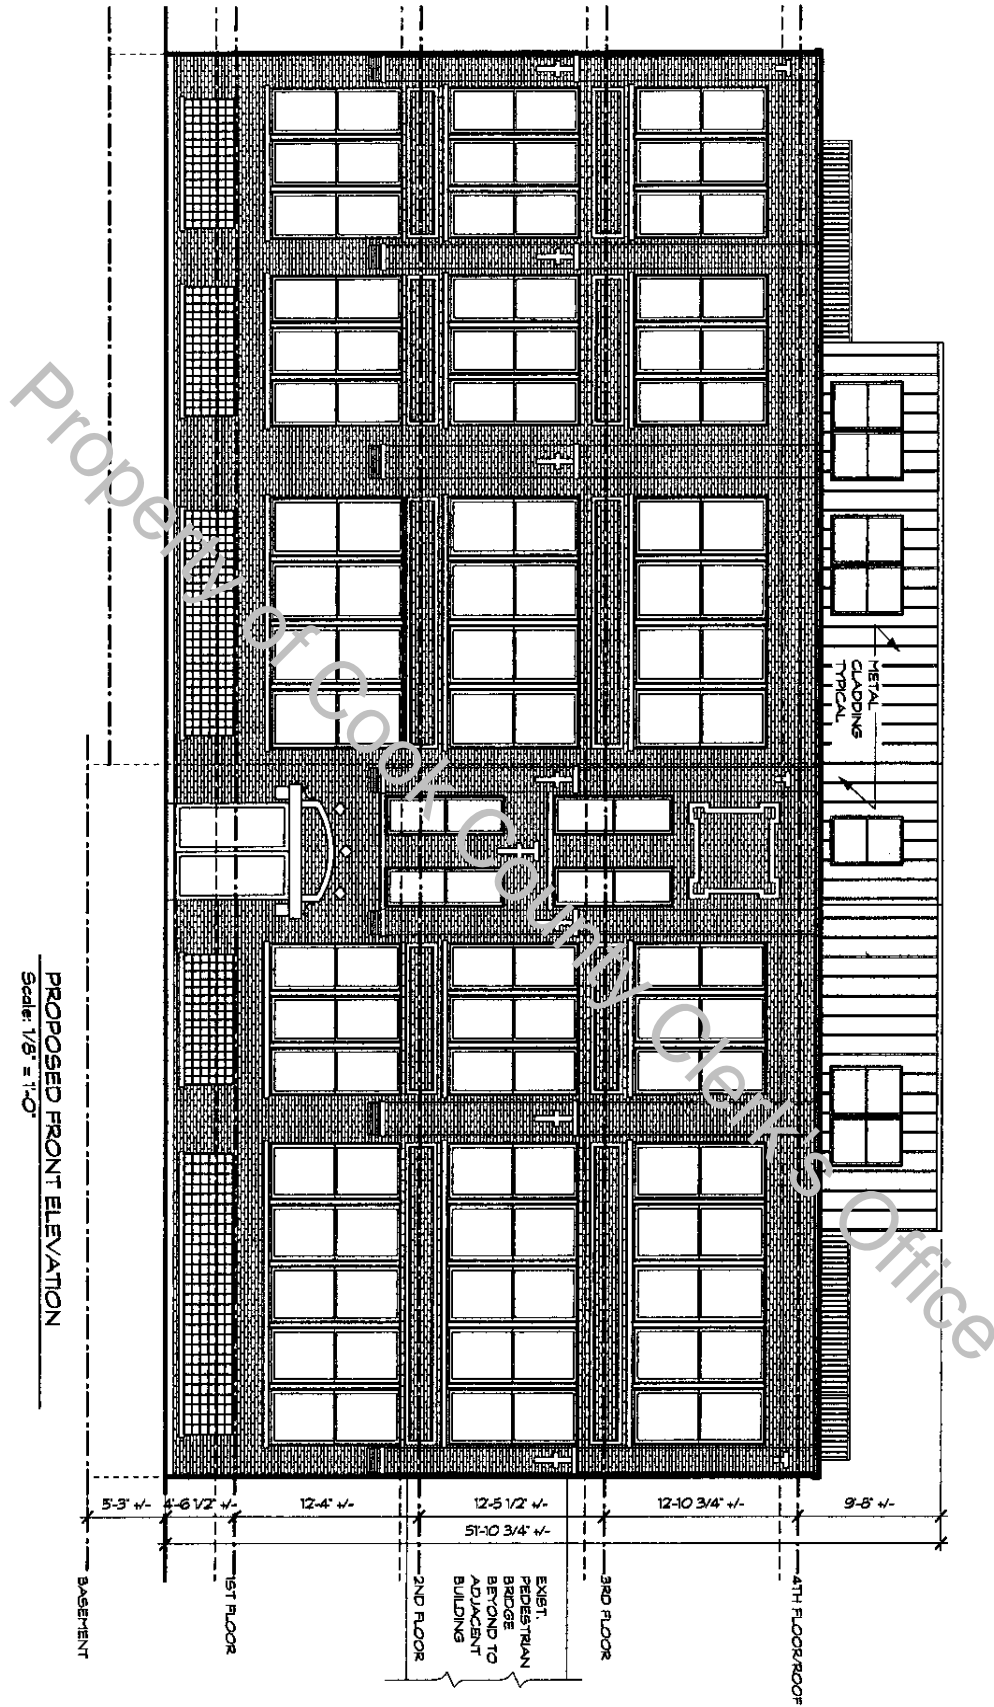 METAL
CLADDING
TYPICAL
9'-8" +/-
12'-10 3/4" +/-
12'-5 1/2" +/-
12'-4" +/-
4'-6 1/2" +/-
5'-3" +/-
51'-10 3/4" +/-
4TH FLOOR/ROOF
3RD FLOOR
EXIST.
PEDESTRIAN
BRIDGE
BEYOND TO
ADJACENT
BUILDING
2ND FLOOR
1ST FLOOR
BASEMENT
PROPOSED FRONT ELEVATION
Scale: 1/8" = 1'-0"
Property of Cook County Clerk's Office